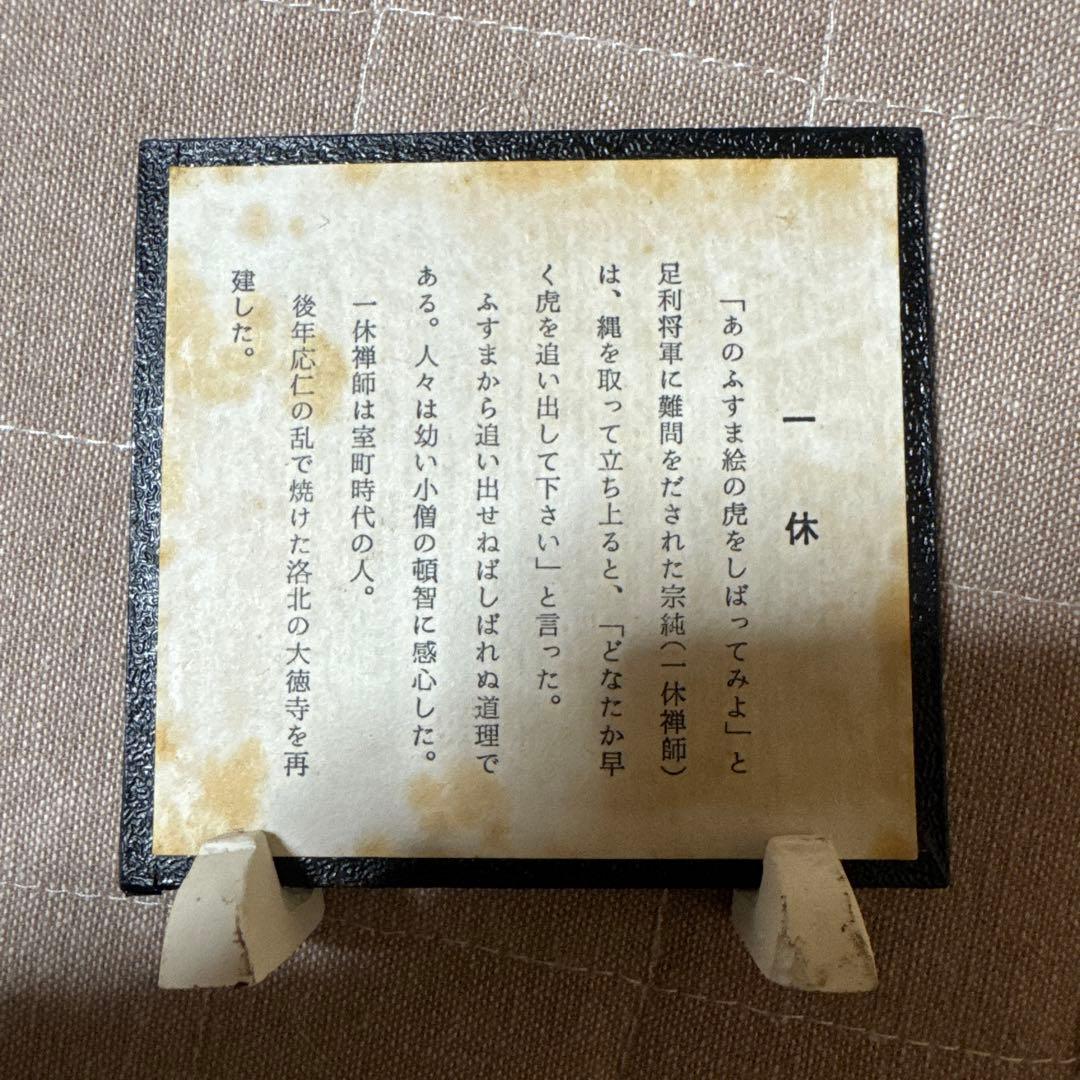 一休
「あのふすま絵の虎をしばってみよ」と
足利将軍に難問をだされた宗純(一休禅師)
は、縄を取って立ち上ると、「どなたか早
く虎を追い出して下さい」と言った。
ふすまから追い出せねばしばれぬ道理で
ある。人々は幼い小僧の頓智に感心した。
一休禅師は室町時代の人。
後年応仁の乱で焼けた洛北の大徳寺を再
建した。